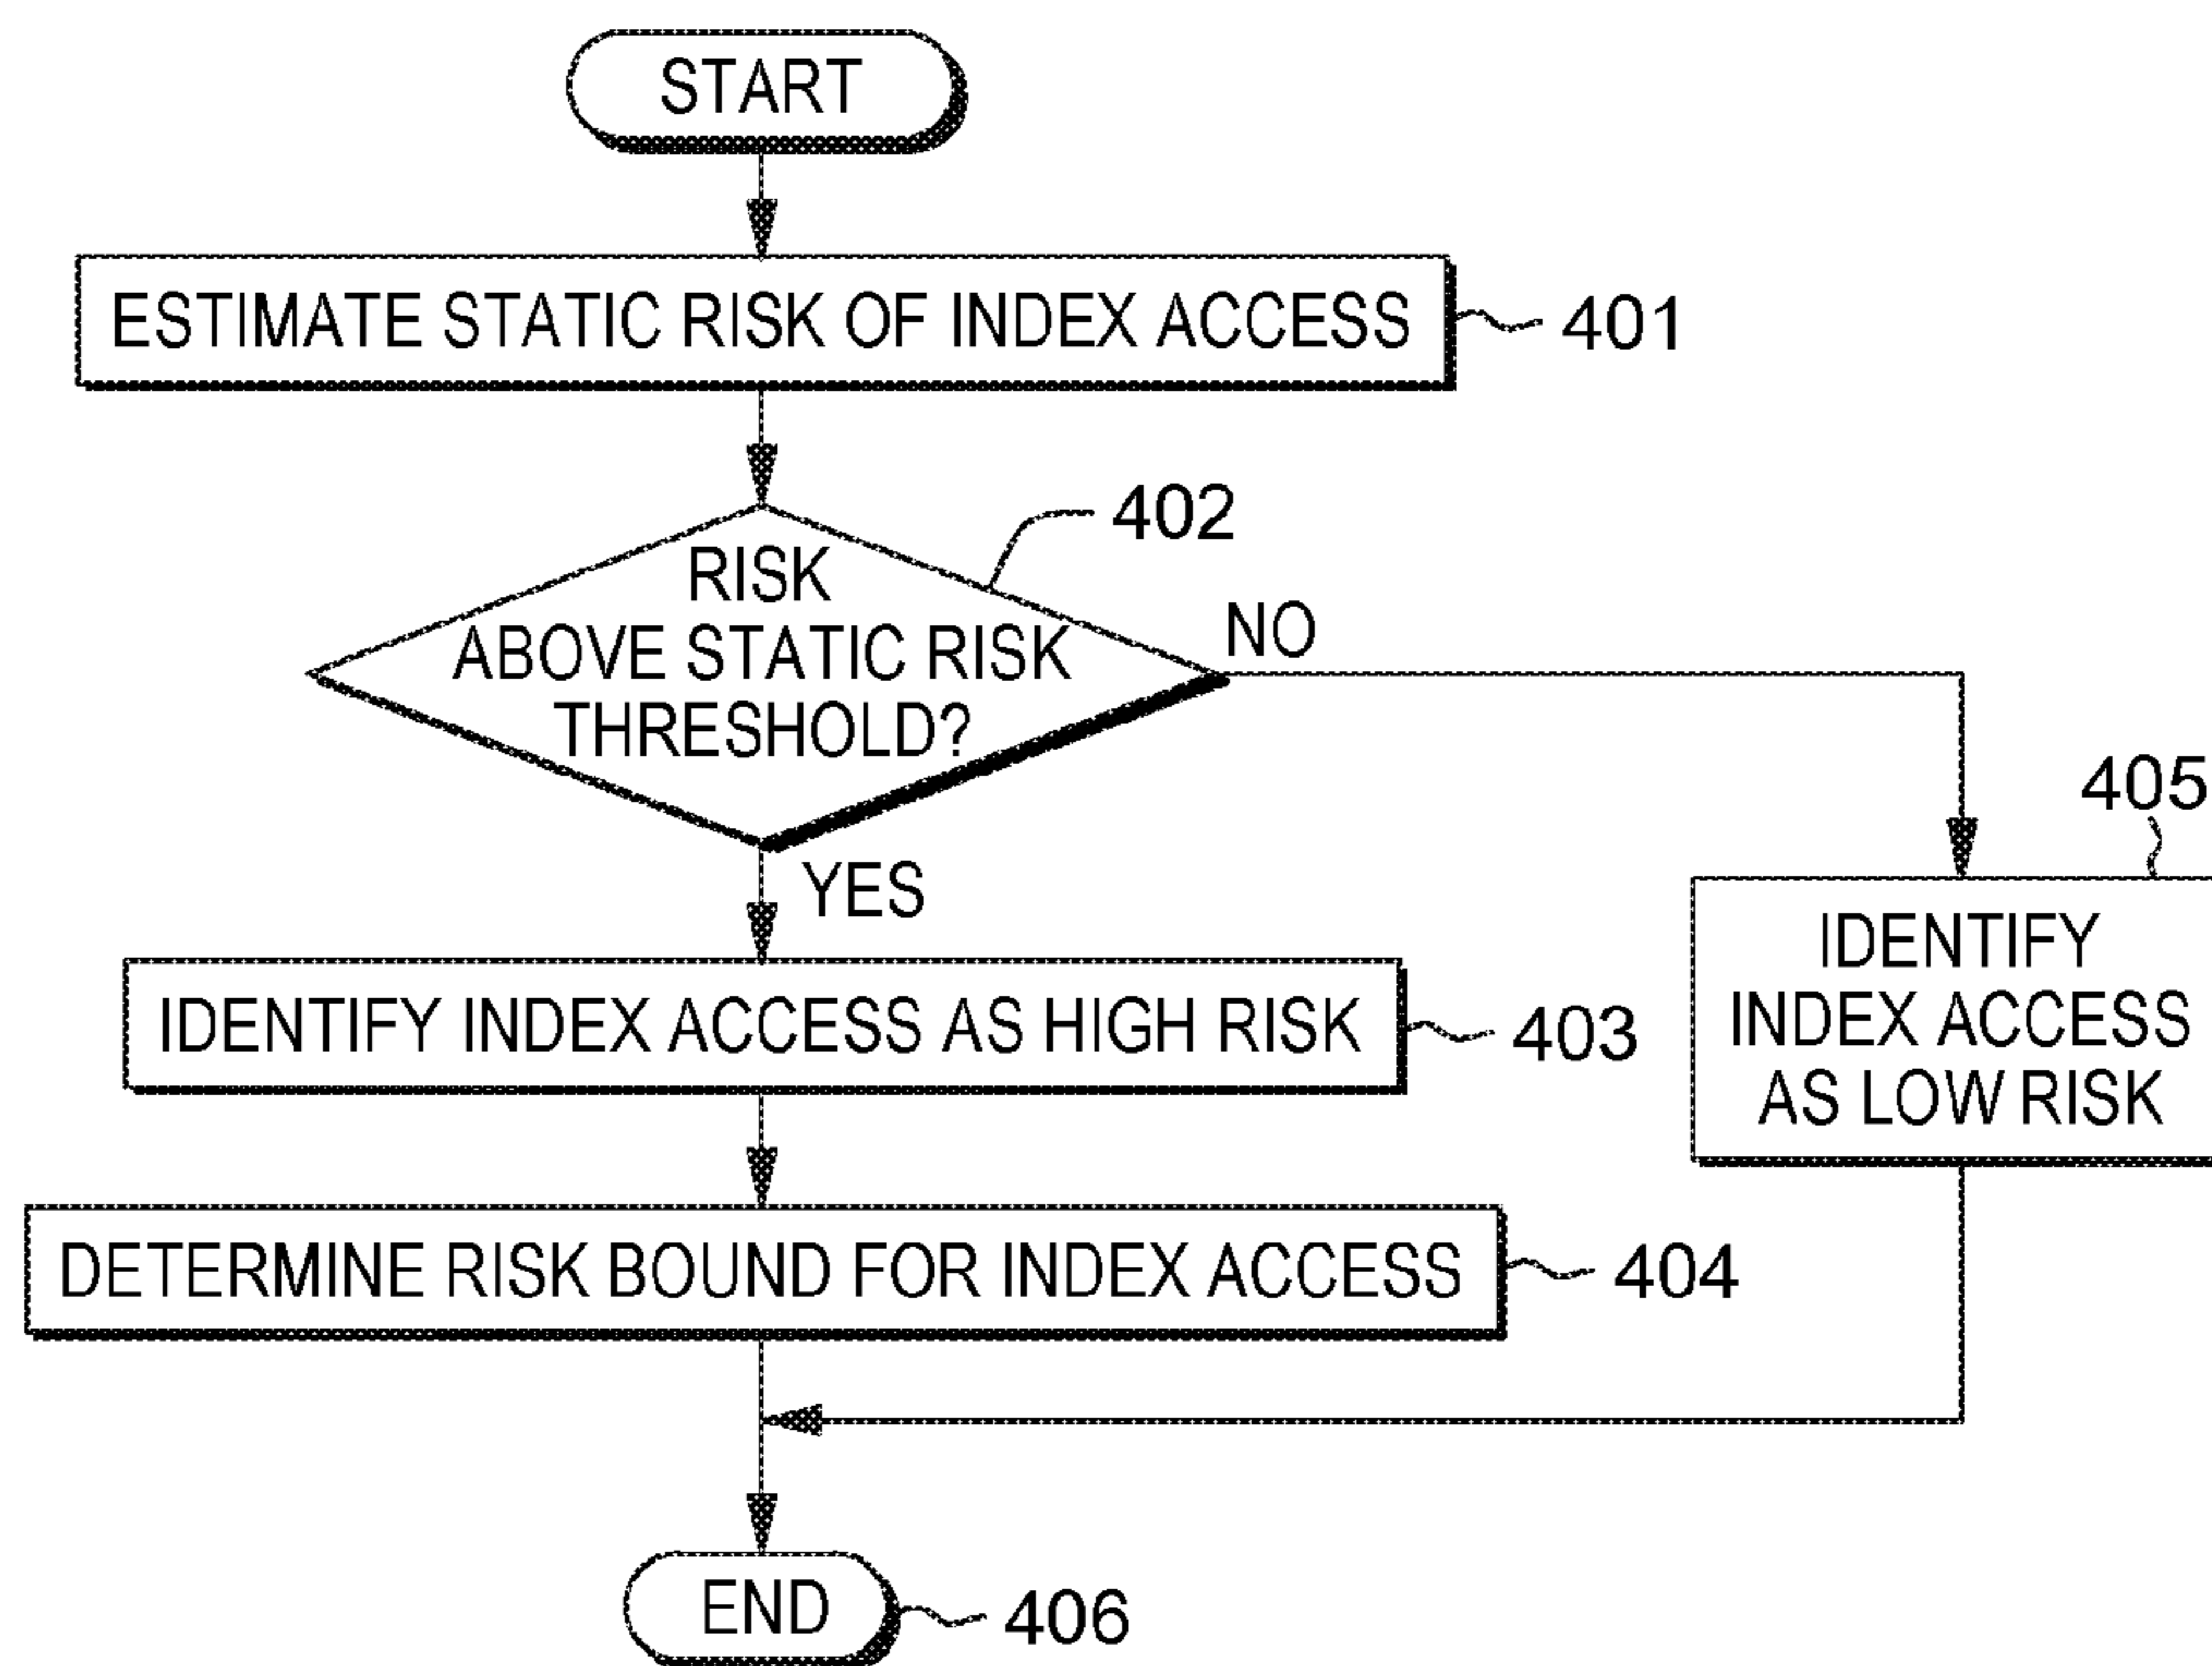 START
ESTIMATE STATIC RISK OF INDEX ACCESS
401
402
RISK
ABOVE STATIC RISK
THRESHOLD?
NO
YES
405
IDENTIFY
INDEX ACCESS
AS LOW RISK
IDENTIFY INDEX ACCESS AS HIGH RISK
403
DETERMINE RISK BOUND FOR INDEX ACCESS
404
END
406